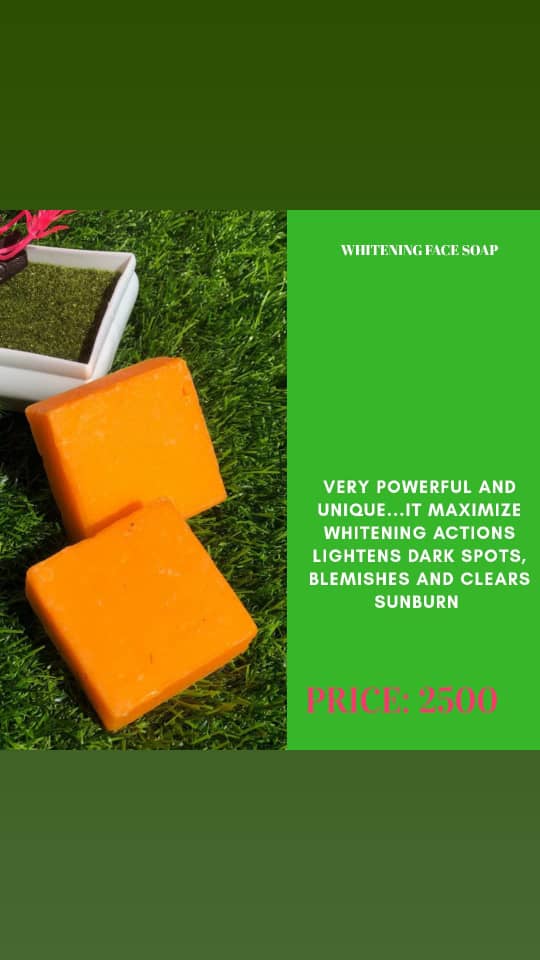 WHITENING FACE SOAP
VERY POWERFUL AND
UNIQUE...IT MAXIMIZE
WHITENING ACTIONS
LIGHTENS DARK SPOTS,
BLEMISHES AND CLEARS
SUNBURN
PRICE: 2500